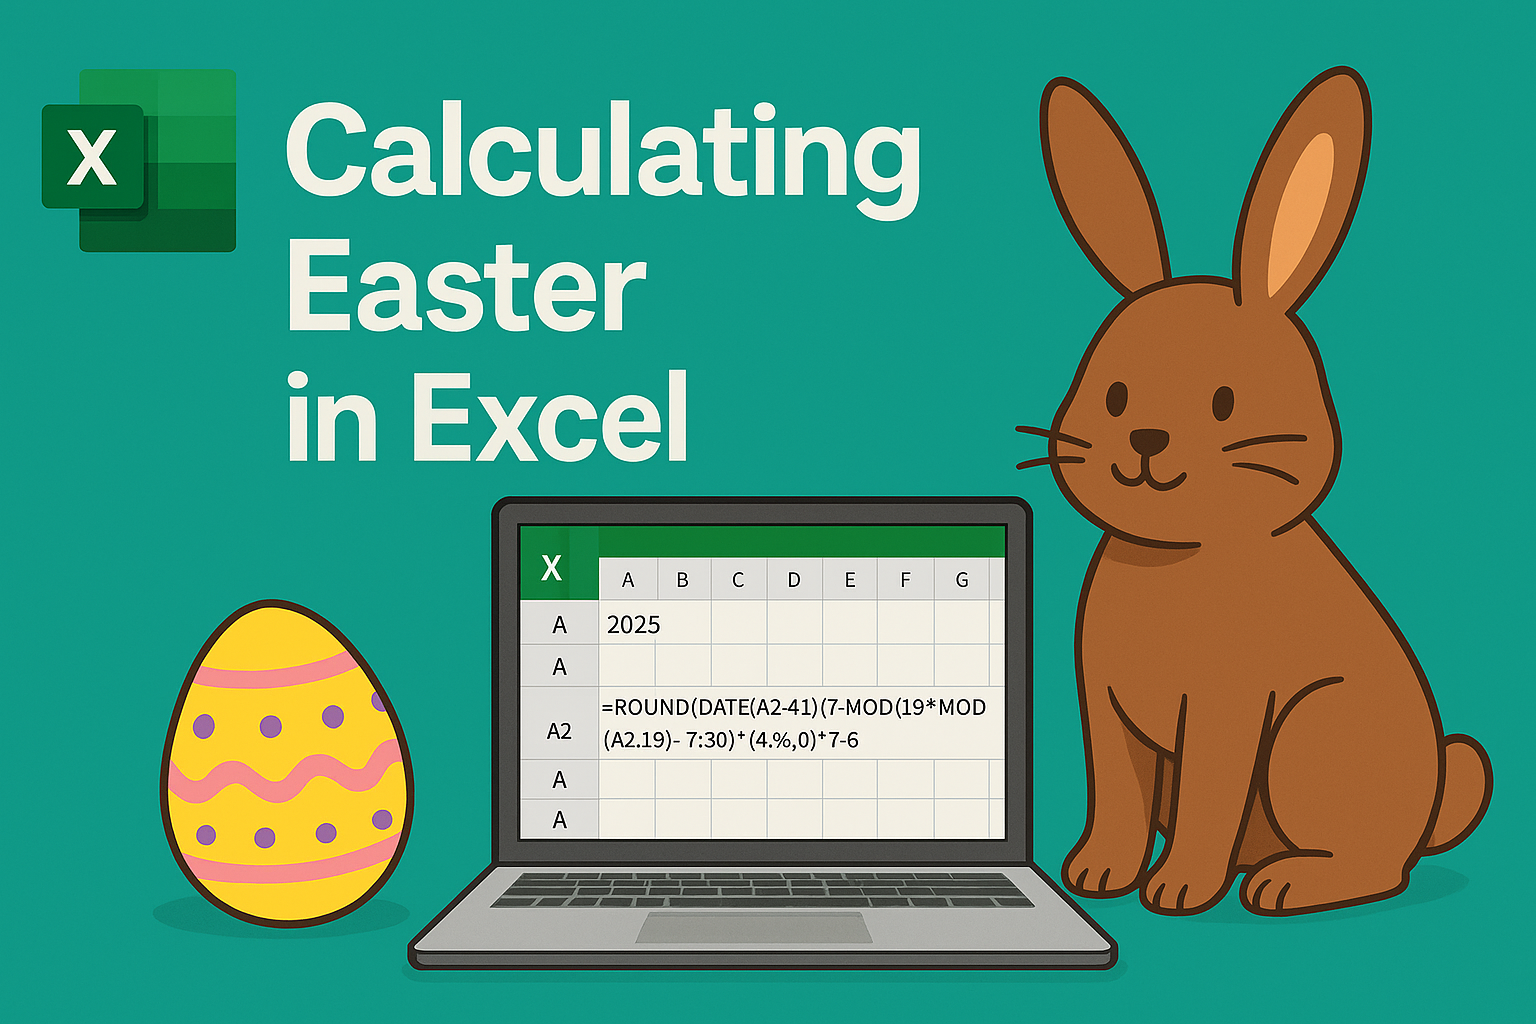 X
Calculating
Easter
in Excel
X
A B C D E F G
A 2025
A
A2 =ROUND(DATE(A2-41)(7-MOD(19*MOD
(A2.19)- 7:30)⁺(4.%,0)⁺7-6
A
A